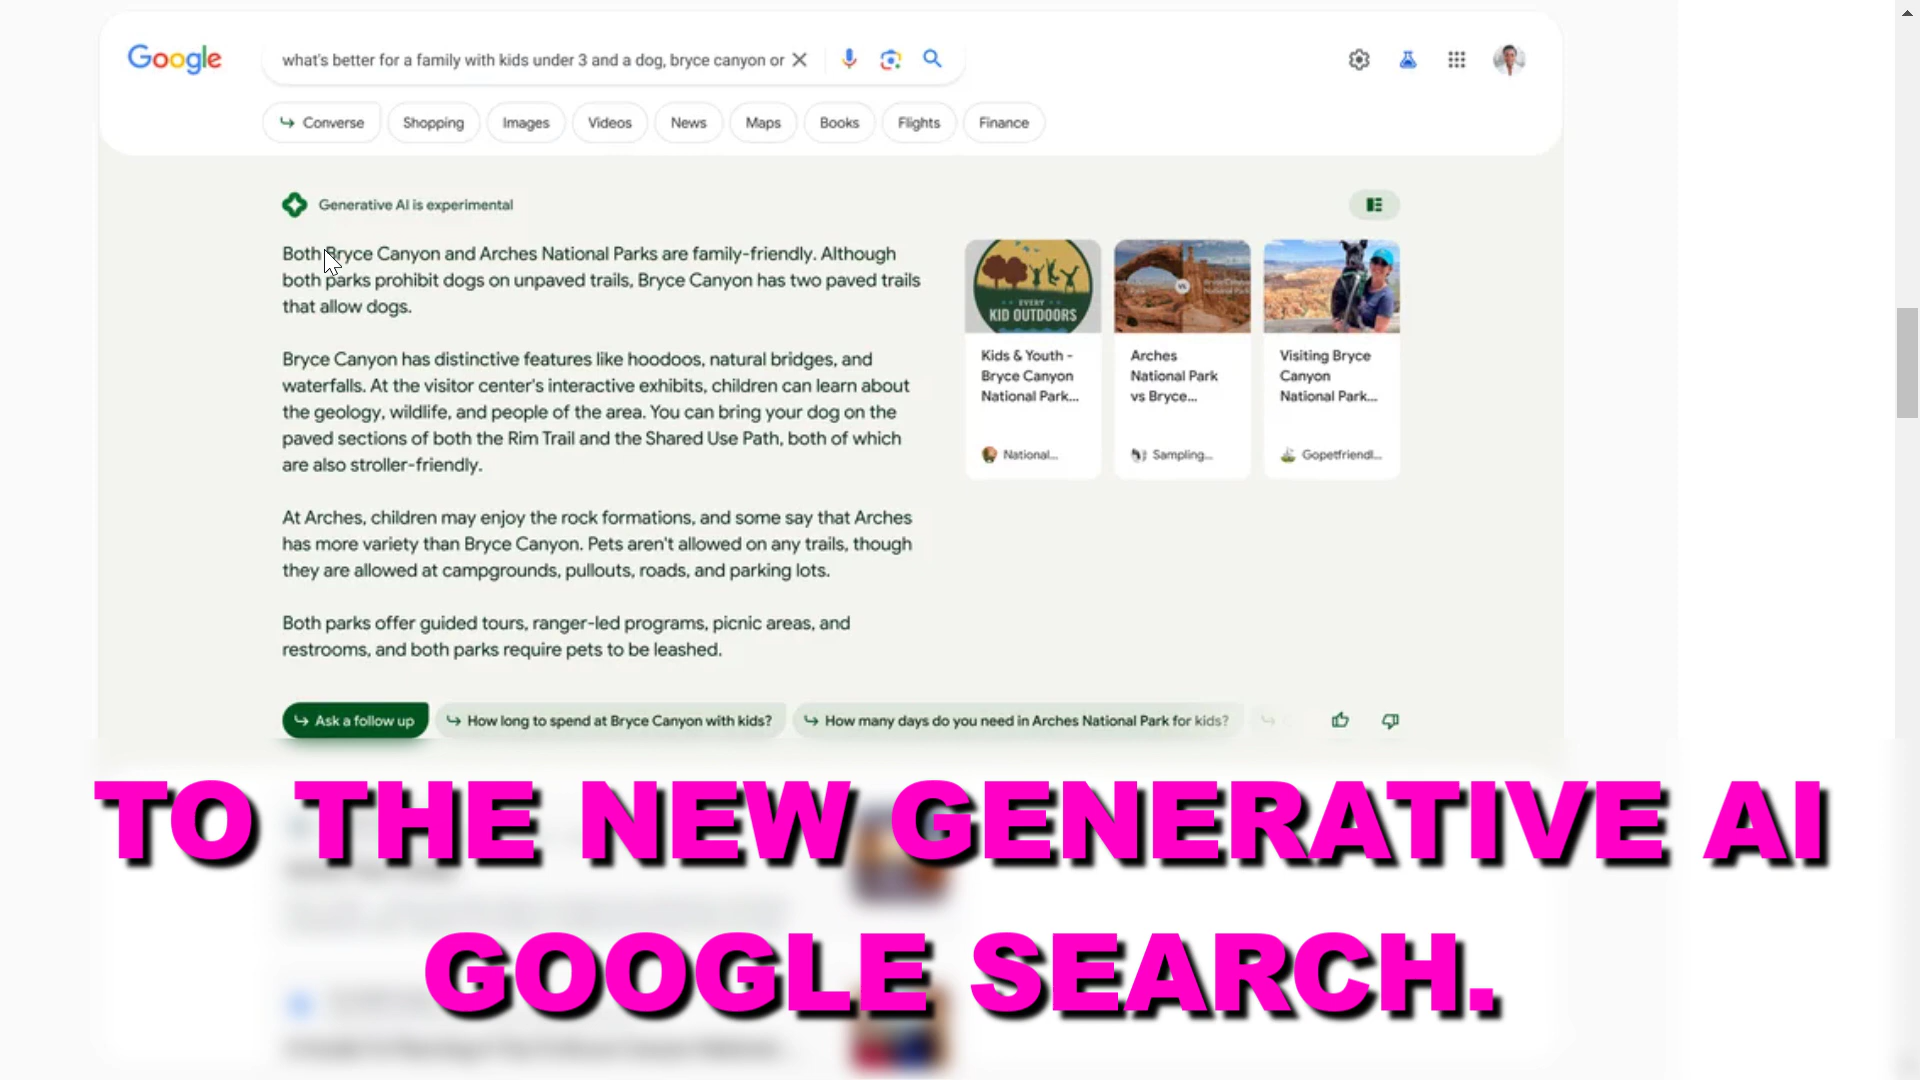 Google
what's better for a family with kids under 3 and a dog, bryce canyon or
Converse
Shopping
Images
Videos
News
Maps
Books
Flights
Finance
Generative AI is experimental
Both Bryce Canyon and Arches National Parks are family-friendly. Although
both parks prohibit dogs on unpaved trails, Bryce Canyon has two paved trails
that allow dogs.
Bryce Canyon has distinctive features like hoodoos, natural bridges, and
waterfalls. At the visitor center's interactive exhibits, children can learn about
the geology, wildlife, and people of the area. You can bring your dog on the
paved sections of both the Rim Trail and the Shared Use Path, both of which
are also stroller-friendly.
At Arches, children may enjoy the rock formations, and some say that Arches
has more variety than Bryce Canyon. Pets aren't allowed on any trails, though
they are allowed at campgrounds, pullouts, roads, and parking lots.
Both parks offer guided tours, ranger-led programs, picnic areas, and
restrooms, and both parks require pets to be leashed.
EVERY
KID OUTDOORS
Kids & Youth -
Bryce Canyon
National Park...
National...
VS
Arches
National Park
vs Bryce...
Sampling...
Visiting Bryce
Canyon
National Park...
Gopetfriendl...
Ask a follow up
How long to spend at Bryce Canyon with kids?
How many days do you need in Arches National Park for kids?
TO THE NEW GENERATIVE AI
GOOGLE SEARCH.